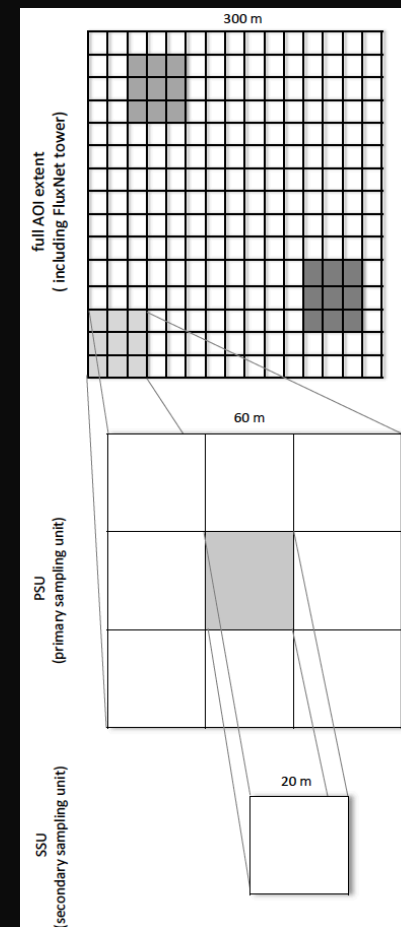 300 m
full AOI extent
( including FluxNet tower)
60 m
PSU
(primary sampling unit)
20 m
SSU
(secondary sampling unit)